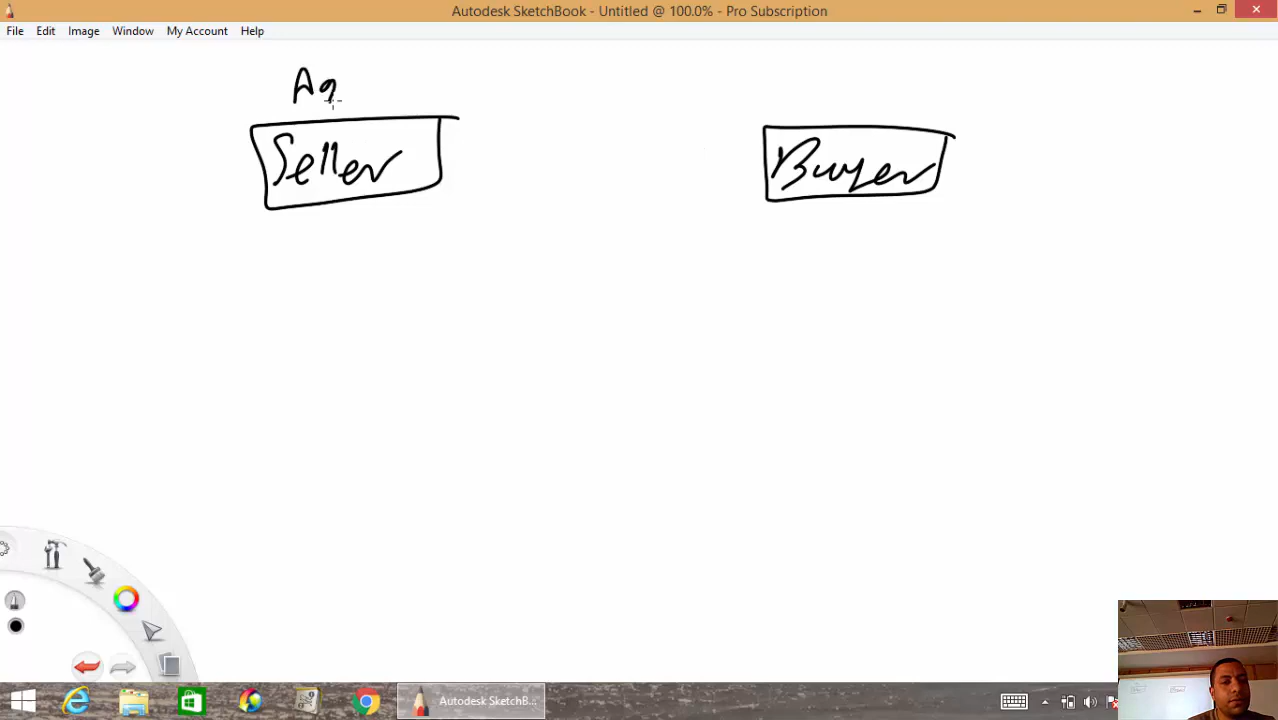 Autodesk SketchBook - Untitled @ 100.0% - Pro Subscription
File Edit Image Window My Account Help
Ag
Seller
Buyer
Autodesk SketchB...